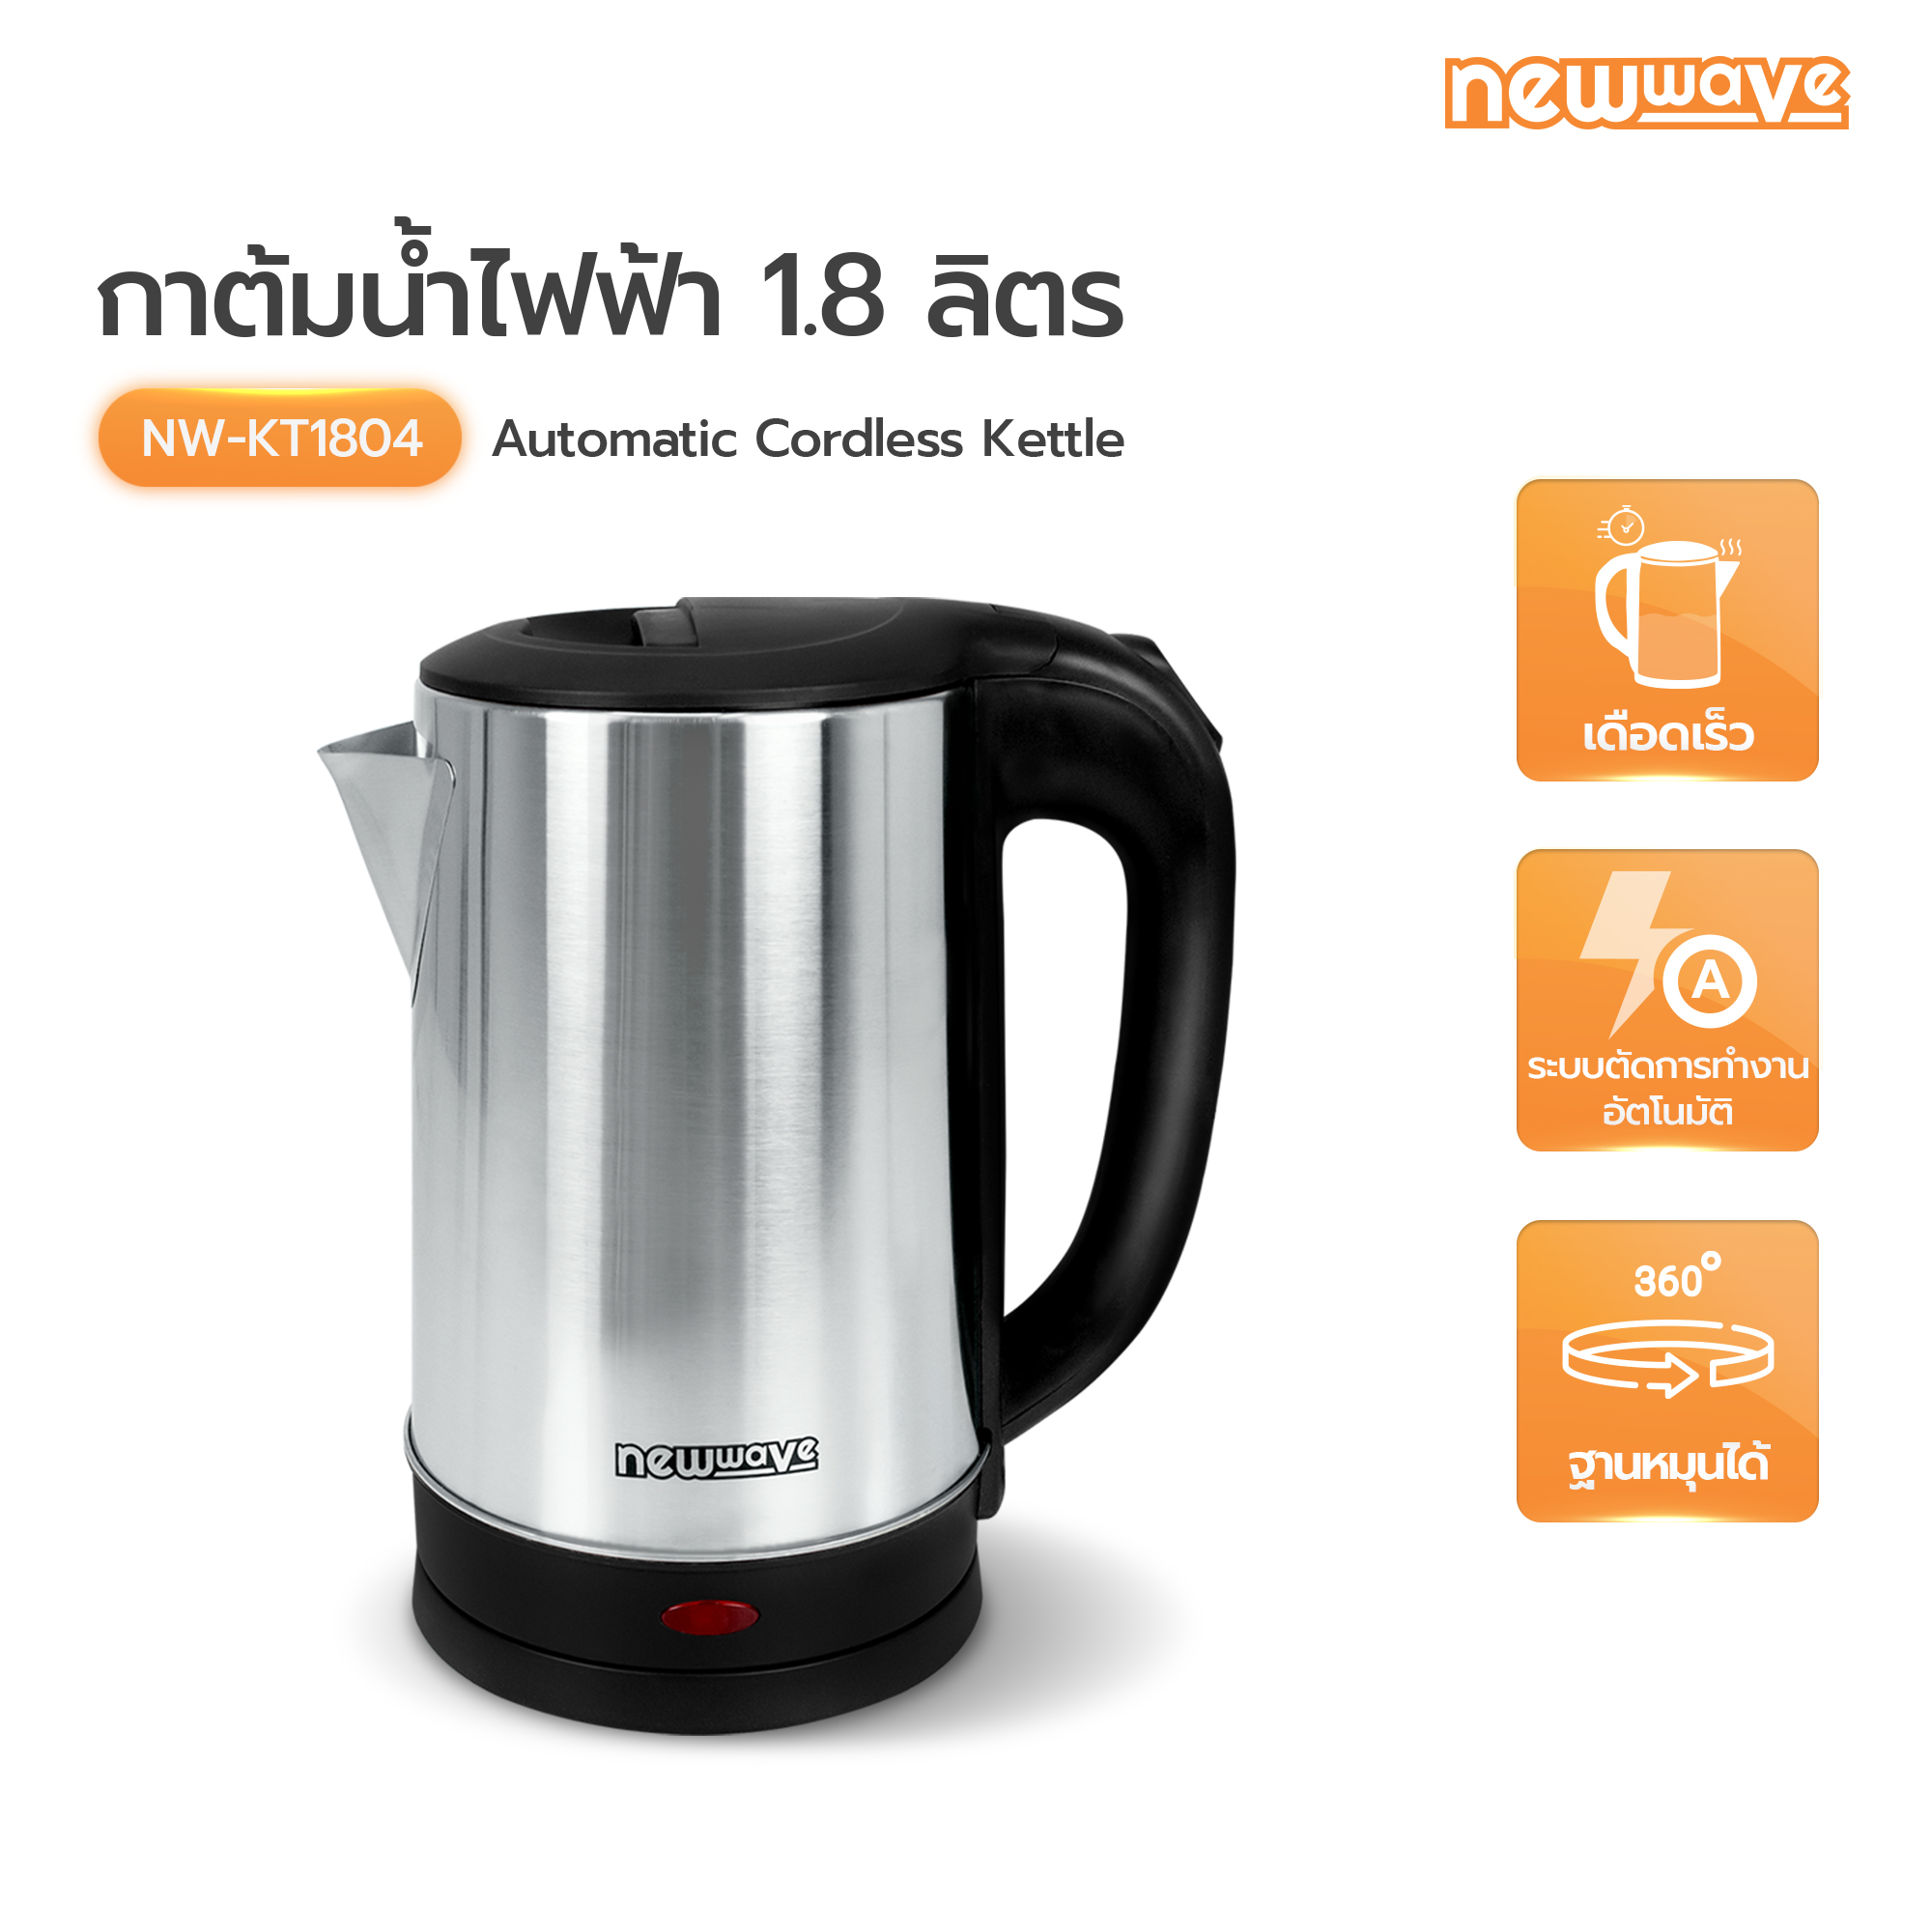 newwave
กาต้มน้ำไฟฟ้า 1.8 ลิตร
NW-KT1804 Automatic Cordless Kettle
เดือดเร็ว
A
ระบบตัดการทำงาน
อัตโนมัติ
360°
ฐานหมุนได้
newwave